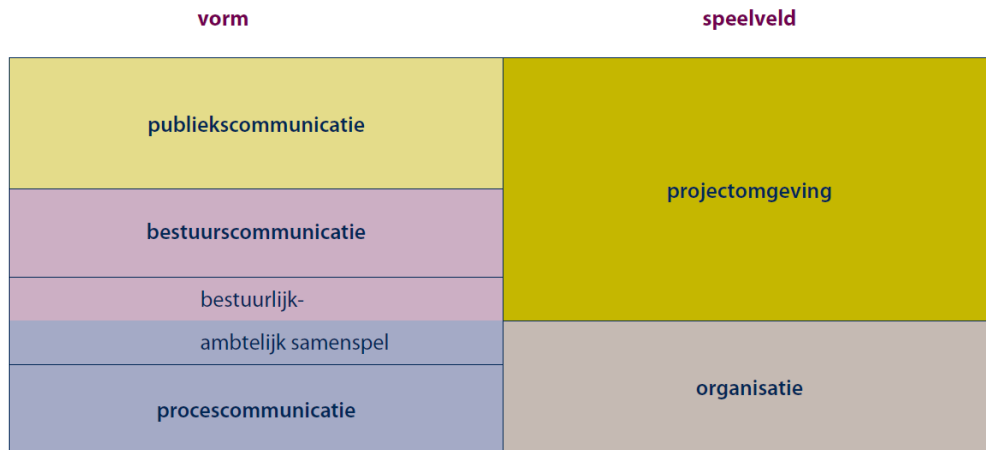 vorm
speelveld
publiekscommunicatie
projectomgeving
bestuurscommunicatie
bestuurlijk-
ambtelijk samenspel
organisatie
procescommunicatie